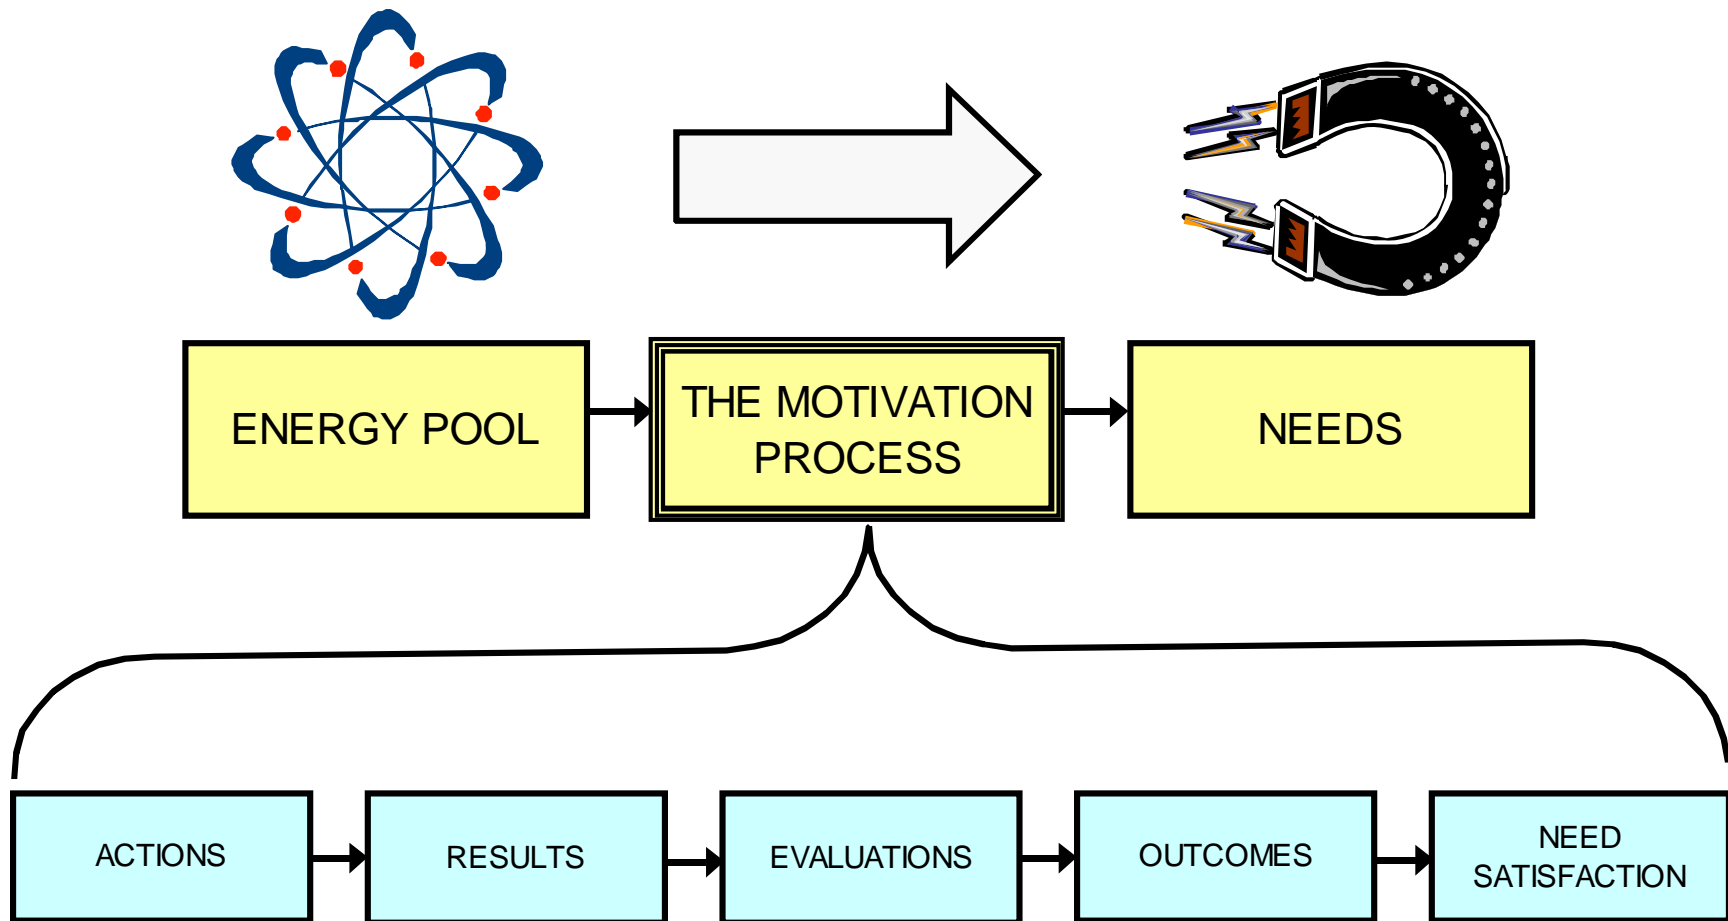 ENERGY POOL
THE MOTIVATION
PROCESS
NEEDS
ACTIONS
RESULTS
EVALUATIONS
OUTCOMES
NEED
SATISFACTION